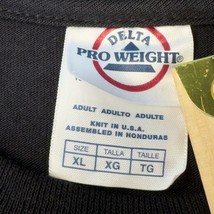 DELTA
PRO WEIGHT®
ADULT ADULTO ADULTE
KNIT IN U.S.A.
ASSEMBLED IN HONDURAS
SIZE TALLA TAILLE
XL XG TG